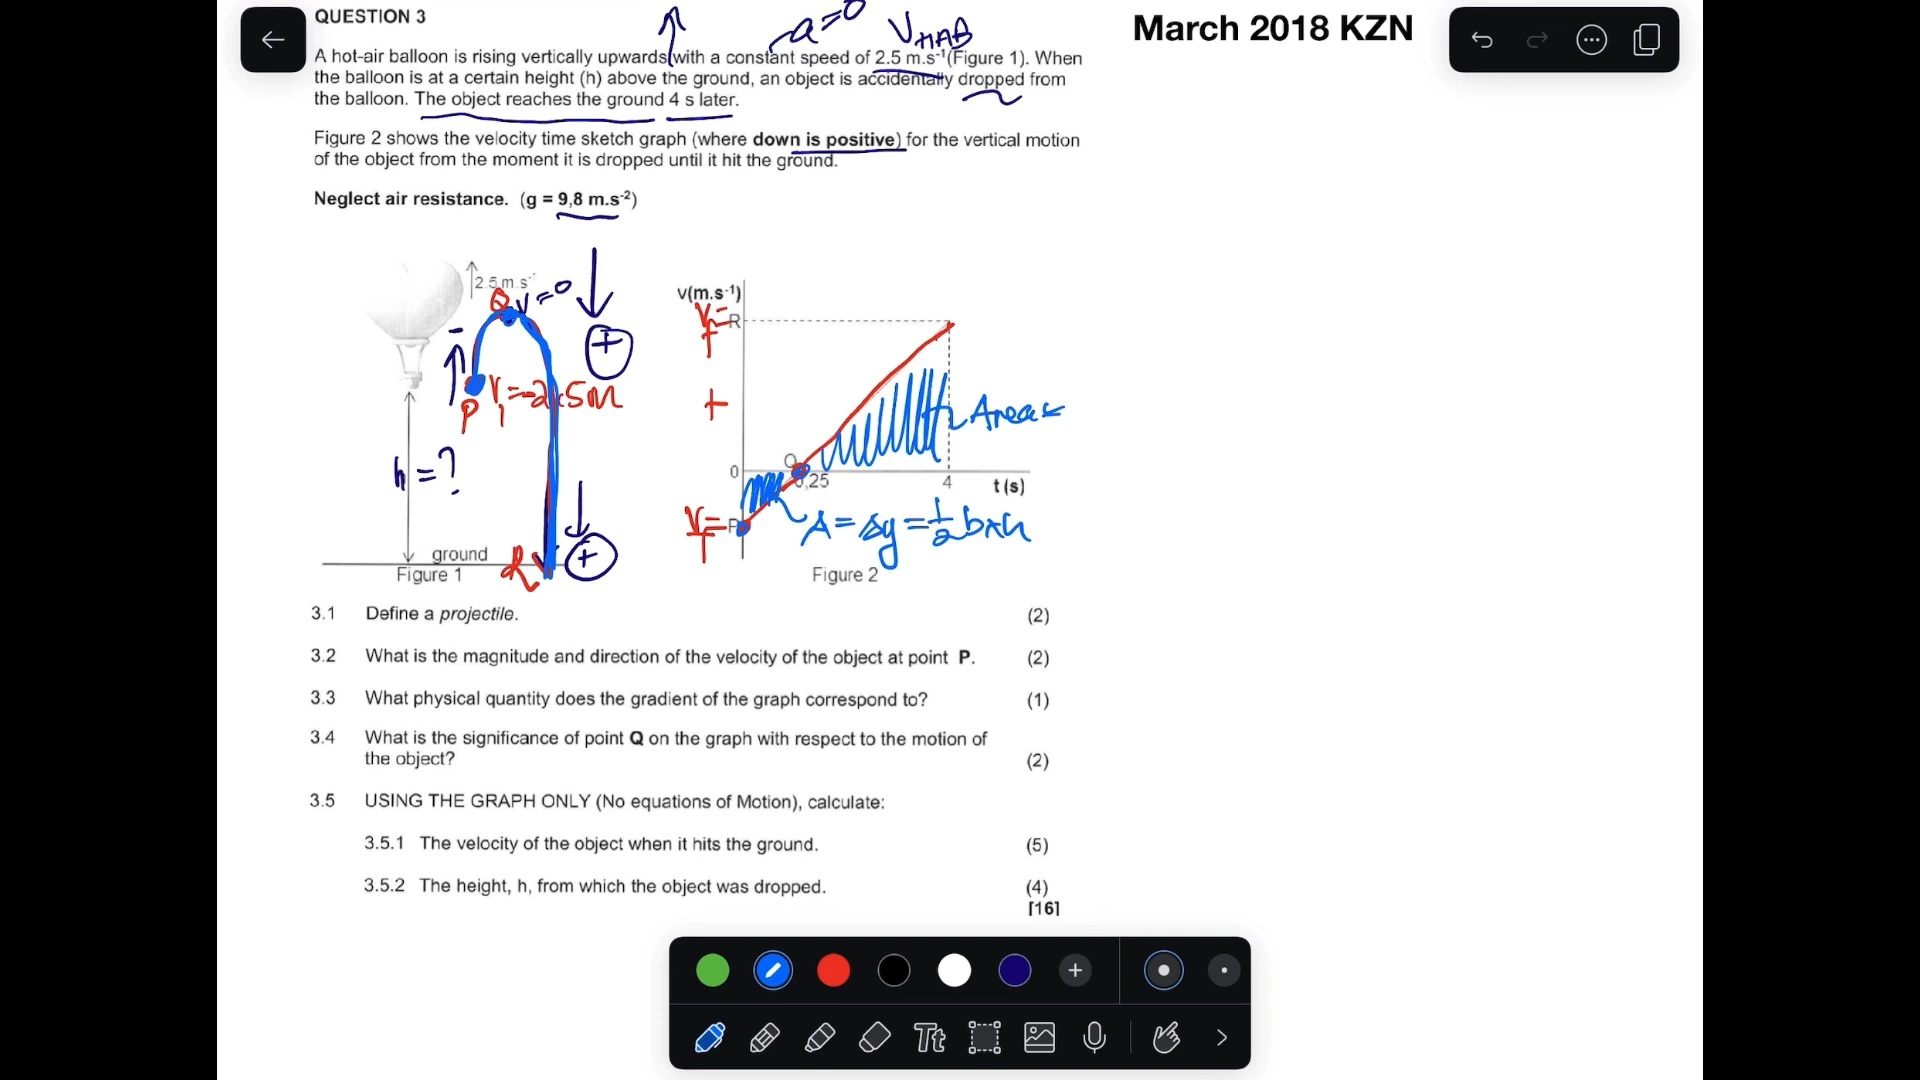 QUESTION 3
a=0
VHAB
March 2018 KZN
A hot-air balloon is rising vertically upwards with a constant speed of 2.5 m.s-1(Figure 1). When
the balloon is at a certain height (h) above the ground, an object is accidentally dropped from
the balloon. The object reaches the ground 4 s later.
Figure 2 shows the velocity time sketch graph (where down is positive) for the vertical motion
of the object from the moment it is dropped until it hit the ground.
Neglect air resistance. (g = 9,8 m.s-2)
2.5 m.s-
Q v=0
+
-
P
h=?
+
ground
R
Figure 1
v(m.s-1)
R
+
Area=
0
Q
0,25
4
t (s)
P
A = Δy = 1/2 b×h
Figure 2
3.1 Define a projectile. (2)
3.2 What is the magnitude and direction of the velocity of the object at point P. (2)
3.3 What physical quantity does the gradient of the graph correspond to? (1)
3.4 What is the significance of point Q on the graph with respect to the motion of
the object? (2)
3.5 USING THE GRAPH ONLY (No equations of Motion), calculate:
3.5.1 The velocity of the object when it hits the ground. (5)
3.5.2 The height, h, from which the object was dropped. (4)
[16]
Tt